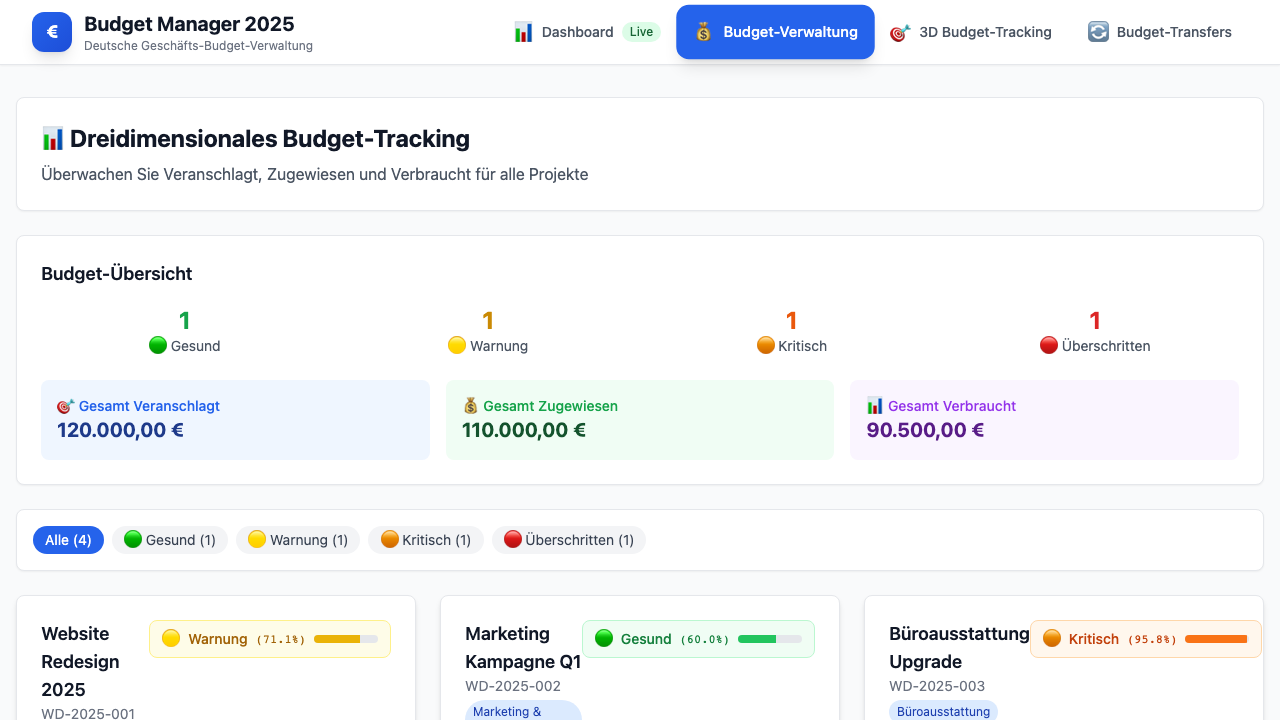 €
Budget Manager 2025
Deutsche Geschäfts-Budget-Verwaltung
Dashboard Live
Budget-Verwaltung
3D Budget-Tracking
Budget-Transfers
Dreidimensionales Budget-Tracking
Überwachen Sie Veranschlagt, Zugewiesen und Verbraucht für alle Projekte
Budget-Übersicht
1
Gesund
1
Warnung
1
Kritisch
1
Überschritten
Gesamt Veranschlagt
120.000,00 €
Gesamt Zugewiesen
110.000,00 €
Gesamt Verbraucht
90.500,00 €
Alle (4)
Gesund (1)
Warnung (1)
Kritisch (1)
Überschritten (1)
Website
Redesign
2025
WD-2025-001
Warnung (71.1%)
Marketing
Kampagne Q1
WD-2025-002
Marketing &
Gesund (60.0%)
Büroausstattung
Upgrade
WD-2025-003
Büroausstattung
Kritisch (95.8%)